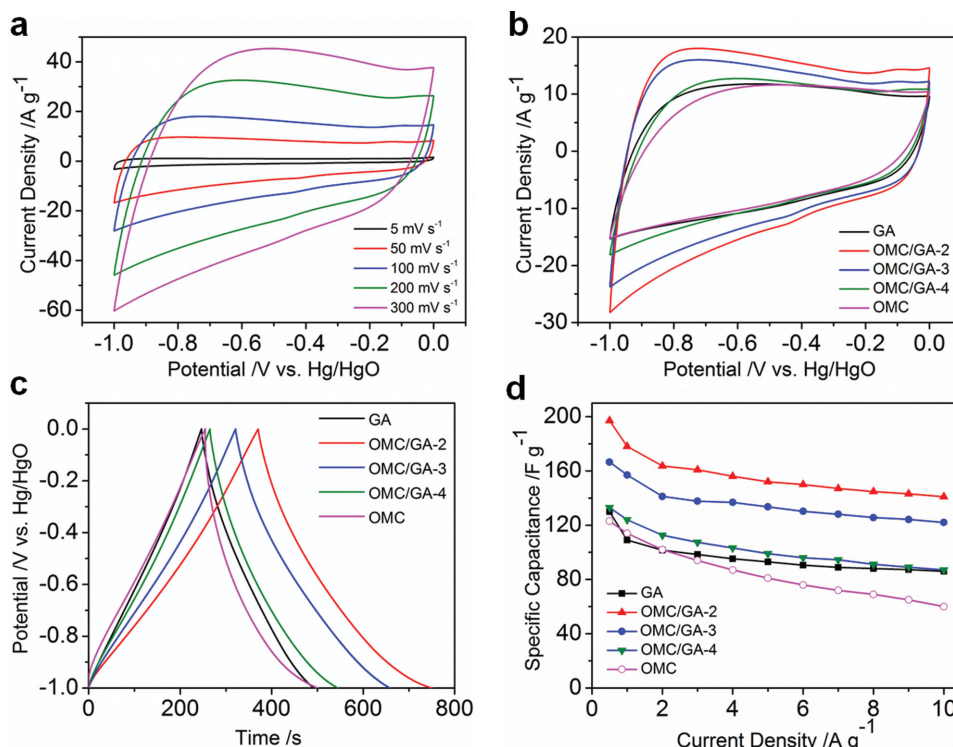 a
Current Density /A g⁻¹
40
20
0
-20
-40
-60
5 mV s⁻¹
50 mV s⁻¹
100 mV s⁻¹
200 mV s⁻¹
300 mV s⁻¹
-1.0 -0.8 -0.6 -0.4 -0.2 0.0
Potential /V vs. Hg/HgO
b
Current Density /A g⁻¹
20
10
0
-10
-20
-30
GA
OMC/GA-2
OMC/GA-3
OMC/GA-4
OMC
-1.0 -0.8 -0.6 -0.4 -0.2 0.0
Potential /V vs. Hg/HgO
c
Potential /V vs. Hg/HgO
0.0
-0.2
-0.4
-0.6
-0.8
-1.0
GA
OMC/GA-2
OMC/GA-3
OMC/GA-4
OMC
0 200 400 600 800
Time /s
d
Specific Capacitance /F g⁻¹
200
160
120
80
40
0
GA
OMC/GA-2
OMC/GA-3
OMC/GA-4
OMC
0 2 4 6 8 10
Current Density /A g⁻¹